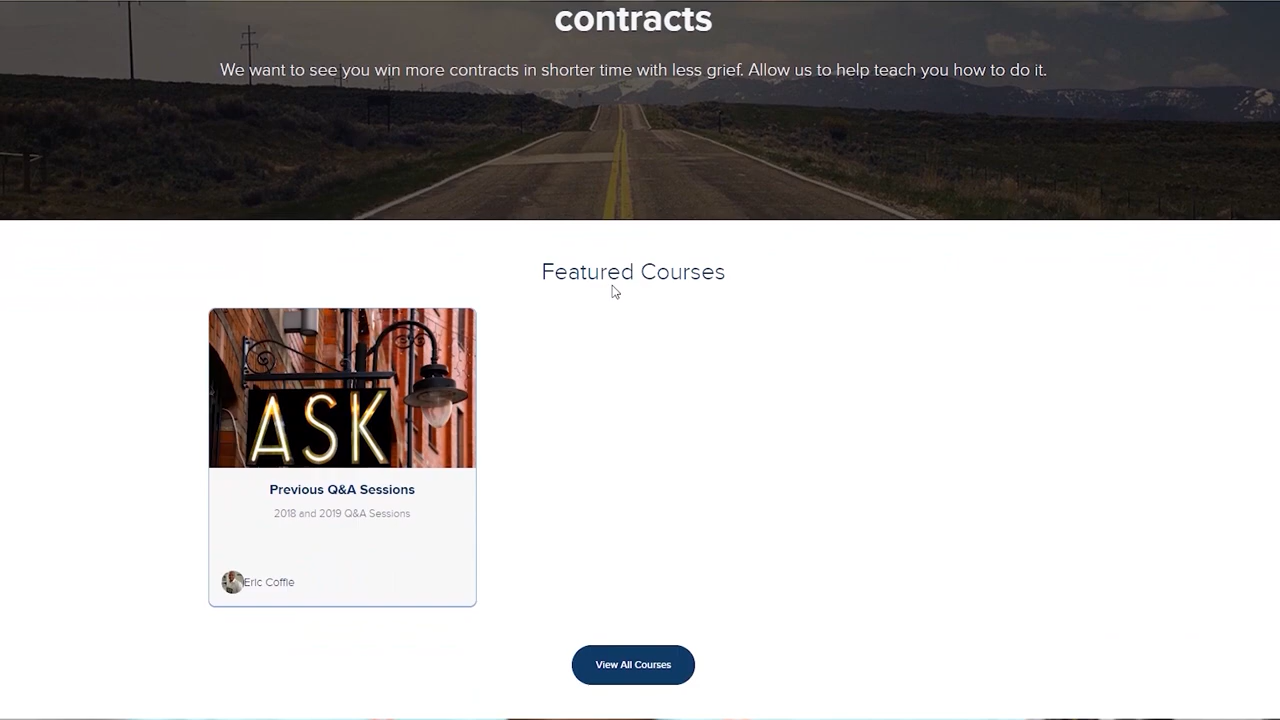 contracts
We want to see you win more contracts in shorter time with less grief. Allow us to help teach you how to do it.
Featured Courses
ASK
Previous Q&A Sessions
2018 and 2019 Q&A Sessions
Eric Coffie
View All Courses